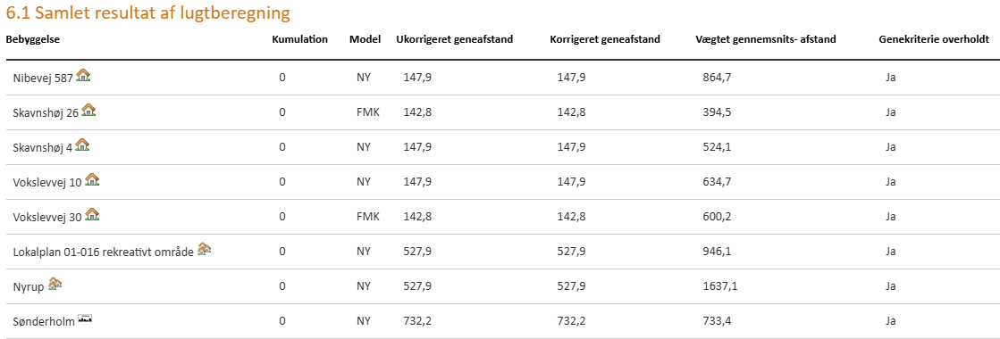 6.1 Samlet resultat af lugtberegning
Bebyggelse Kumulation Model Ukorrigeret geneafstand Korrigeret geneafstand Vægtet gennemsnits- afstand Genekriterie overholdt
Nibevej 587 0 NY 147,9 147,9 864,7 Ja
Skavnshøj 26 0 FMK 142,8 142,8 394,5 Ja
Skavnshøj 4 0 NY 147,9 147,9 524,1 Ja
Vokslevvej 10 0 NY 147,9 147,9 634,7 Ja
Vokslevvej 30 0 FMK 142,8 142,8 600,2 Ja
Lokalplan 01-016 rekreativt område 0 NY 527,9 527,9 946,1 Ja
Nyrup 0 NY 527,9 527,9 1637,1 Ja
Sønderholm 0 NY 732,2 732,2 733,4 Ja